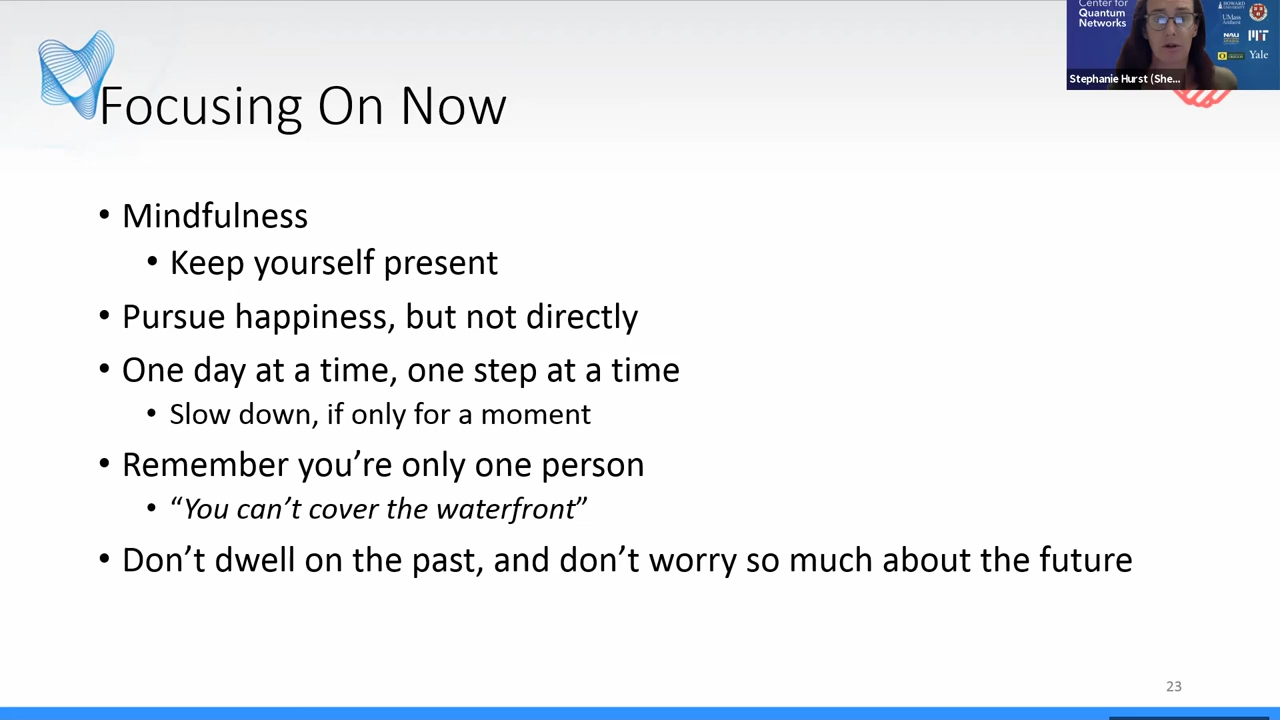 Center for
Quantum
Networks
HOWARD
UNIVERSITY
UMass
Amherst
NAU
MIT
Yale
Stephanie Hurst (She...
Focusing On Now
• Mindfulness
• Keep yourself present
• Pursue happiness, but not directly
• One day at a time, one step at a time
• Slow down, if only for a moment
• Remember you’re only one person
• “You can’t cover the waterfront”
• Don’t dwell on the past, and don’t worry so much about the future
23